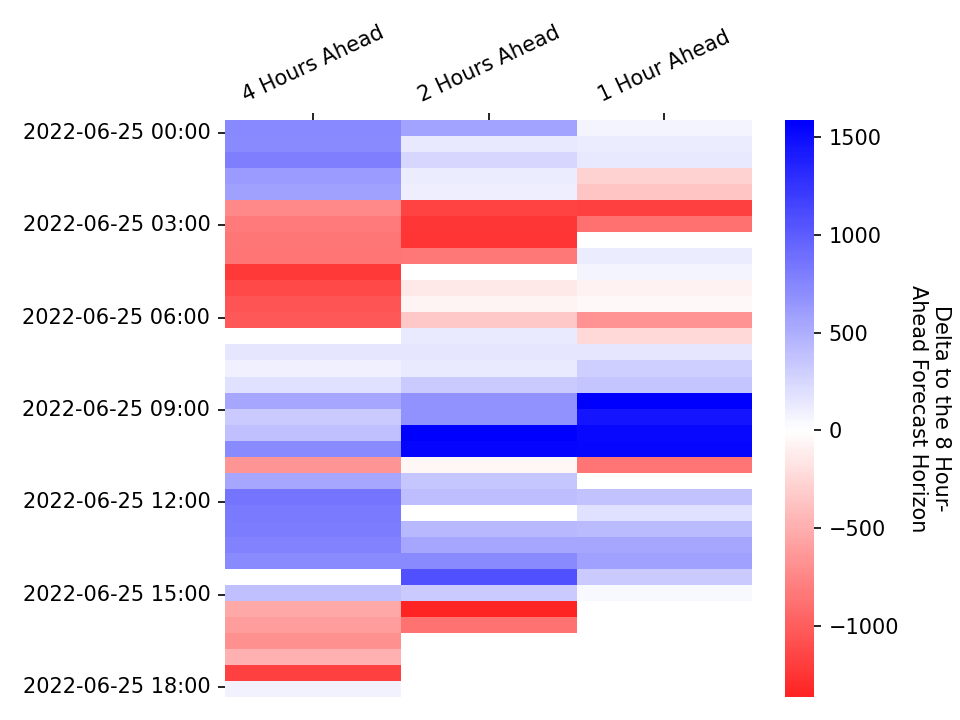 4 Hours Ahead
2 Hours Ahead
1 Hour Ahead
2022-06-25 00:00
2022-06-25 03:00
2022-06-25 06:00
2022-06-25 09:00
2022-06-25 12:00
2022-06-25 15:00
2022-06-25 18:00
1500
1000
500
0
−500
−1000
Delta to the 8 Hour-
Ahead Forecast Horizon